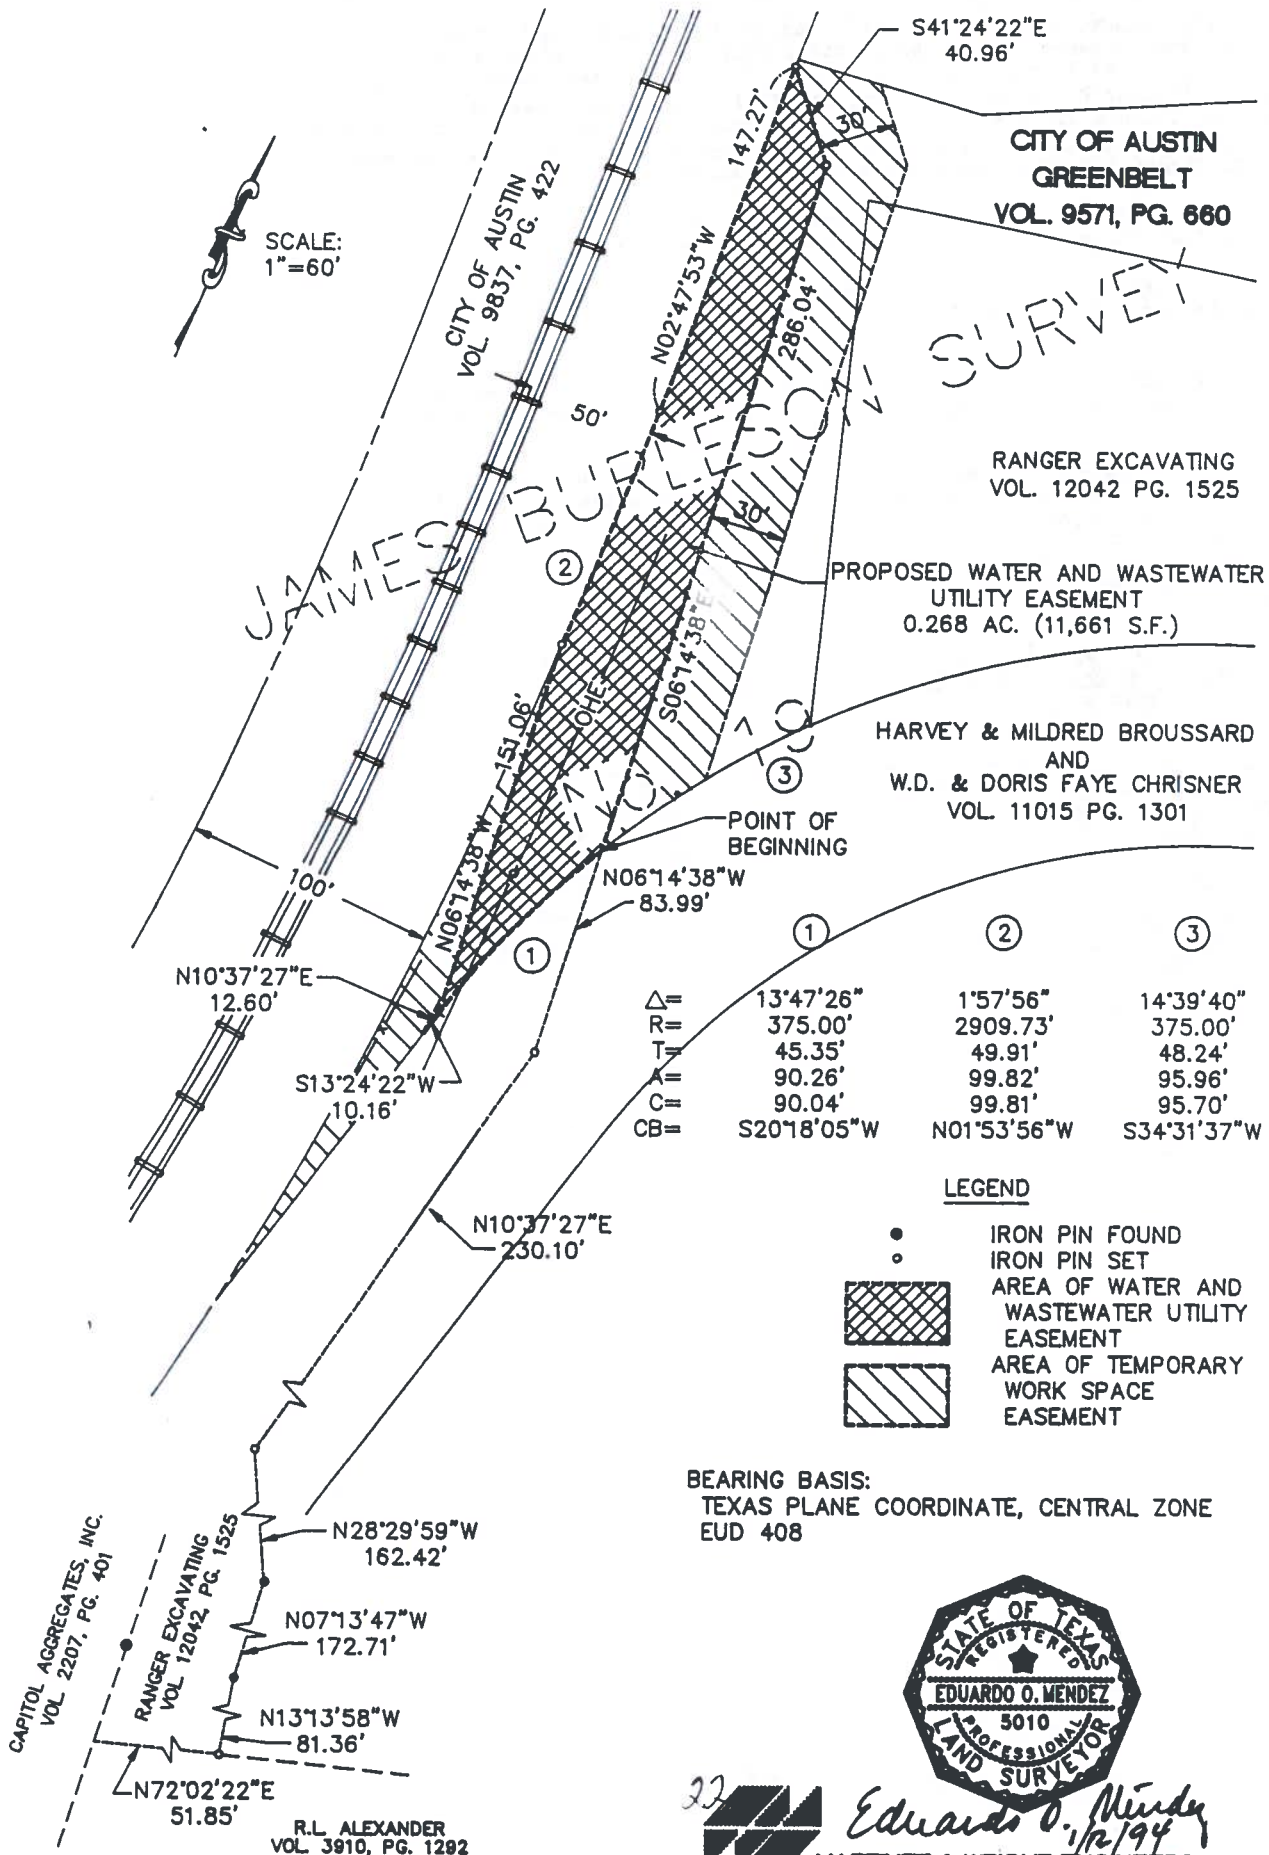 S41°24'22"E
40.96'
147.27'
30'
CITY OF AUSTIN
GREENBELT
VOL. 9571, PG. 660
SCALE:
1"=60'
CITY OF AUSTIN
VOL. 9837, PG. 422
N02°47'53"W
286.04'
50'
JAMES BURLESON SURVEY
RANGER EXCAVATING
VOL. 12042 PG. 1525
30'
2
PROPOSED WATER AND WASTEWATER
UTILITY EASEMENT
0.268 AC. (11,661 S.F.)
S06°14'38"E
OHE
151.06'
N06°14'38"W
3
HARVEY & MILDRED BROUSSARD
AND
W.D. & DORIS FAYE CHRISNER
VOL. 11015 PG. 1301
POINT OF
BEGINNING
100'
N06°14'38"W
83.99'
1
N10°37'27"E
12.60'
S13°24'22"W
10.16'
1 2 3
△= 13°47'26" 1°57'56" 14°39'40"
R= 375.00' 2909.73' 375.00'
T= 45.35' 49.91' 48.24'
A= 90.26' 99.82' 95.96'
C= 90.04' 99.81' 95.70'
CB= S20°18'05"W N01°53'56"W S34°31'37"W
LEGEND
IRON PIN FOUND
IRON PIN SET
AREA OF WATER AND
WASTEWATER UTILITY
EASEMENT
AREA OF TEMPORARY
WORK SPACE
EASEMENT
N10°37'27"E
230.10'
BEARING BASIS:
TEXAS PLANE COORDINATE, CENTRAL ZONE
EUD 408
CAPITOL AGGREGATES, INC.
VOL. 2207, PG. 401
RANGER EXCAVATING
VOL 12042, PG. 1525
N28°29'59"W
162.42'
N07°13'47"W
172.71'
N13°13'58"W
81.36'
N72°02'22"E
51.85'
R.L. ALEXANDER
VOL. 3910, PG. 1292
STATE OF TEXAS
REGISTERED
EDUARDO O. MENDEZ
5010
PROFESSIONAL
LAND SURVEYOR
22
Eduardo O. Méndez
1/12/94